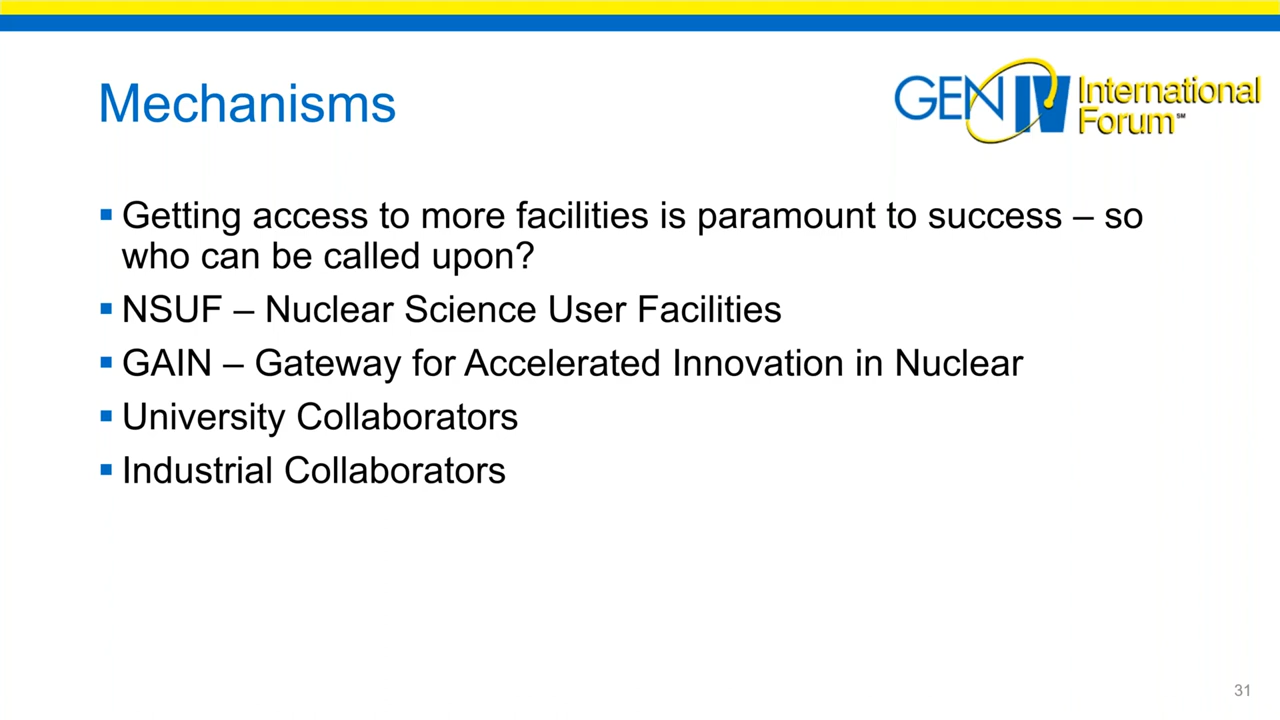 Mechanisms
GEN IV International
Forum℠
▪ Getting access to more facilities is paramount to success – so
who can be called upon?
▪ NSUF – Nuclear Science User Facilities
▪ GAIN – Gateway for Accelerated Innovation in Nuclear
▪ University Collaborators
▪ Industrial Collaborators
31